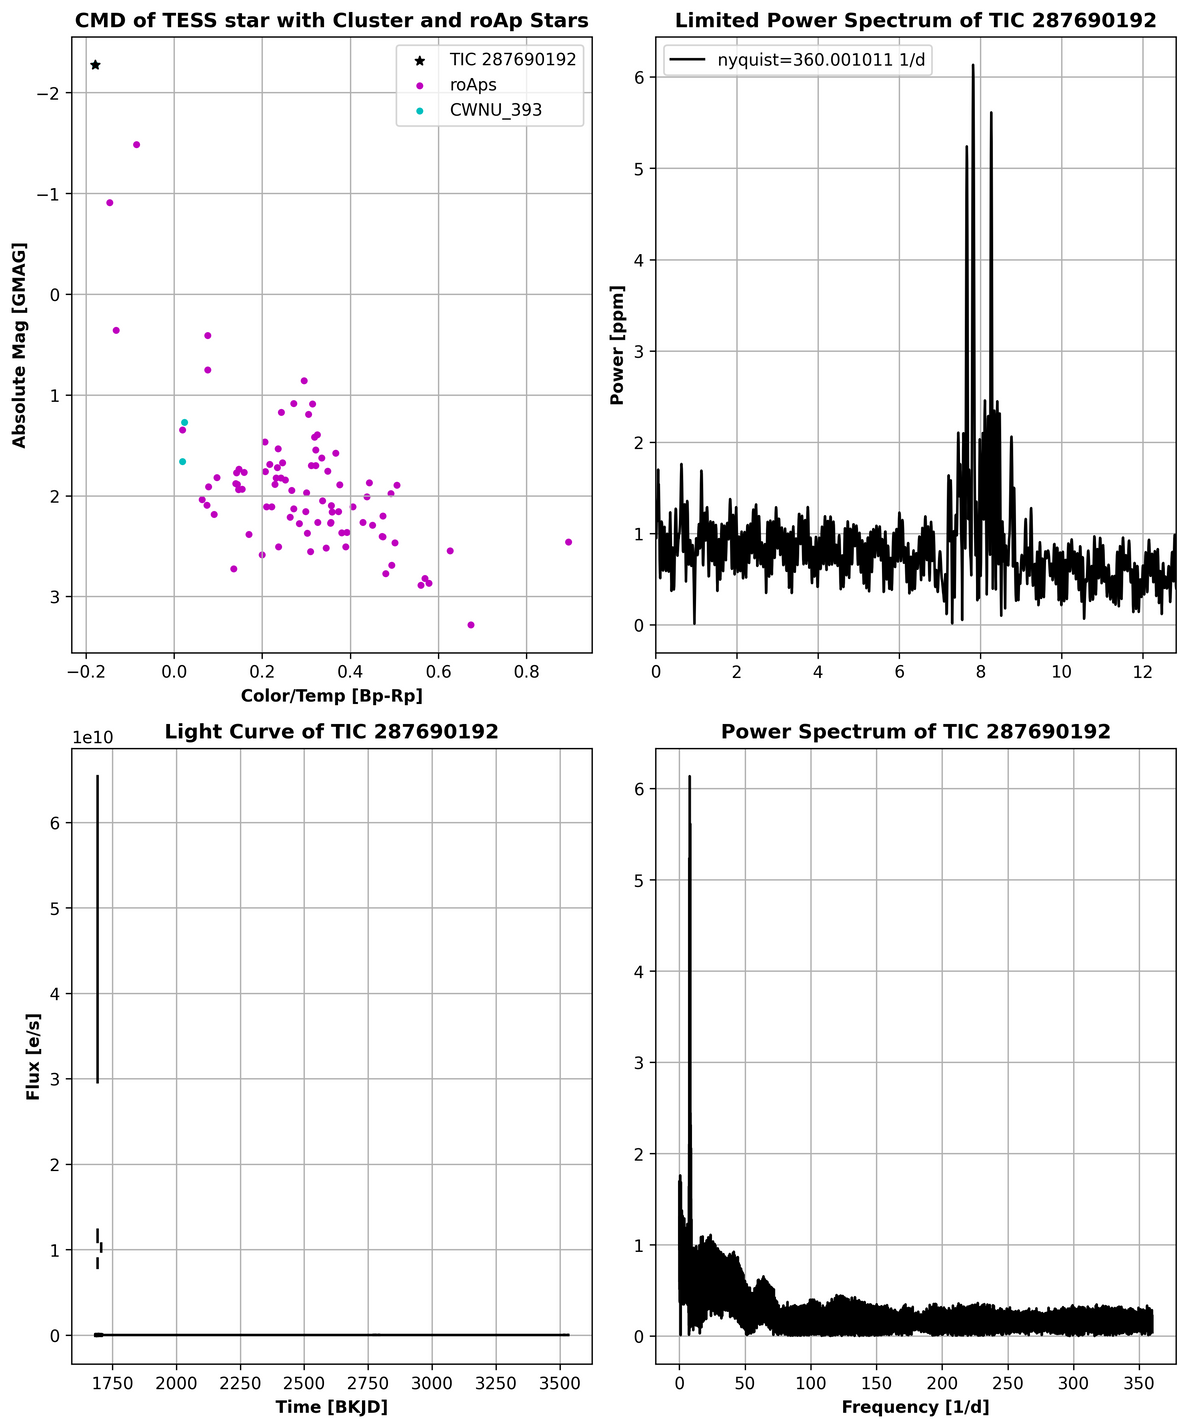 CMD of TESS star with Cluster and roAp Stars
TIC 287690192
roAps
CWNU_393
−2
−1
0
1
2
3
Absolute Mag [GMAG]
−0.2 0.0 0.2 0.4 0.6 0.8
Color/Temp [Bp-Rp]
Limited Power Spectrum of TIC 287690192
nyquist=360.001011 1/d
6
5
4
3
2
1
0
Power [ppm]
0 2 4 6 8 10 12
Light Curve of TIC 287690192
1e10
6
5
4
3
2
1
0
Flux [e/s]
1750 2000 2250 2500 2750 3000 3250 3500
Time [BKJD]
Power Spectrum of TIC 287690192
6
5
4
3
2
1
0
0 50 100 150 200 250 300 350
Frequency [1/d]